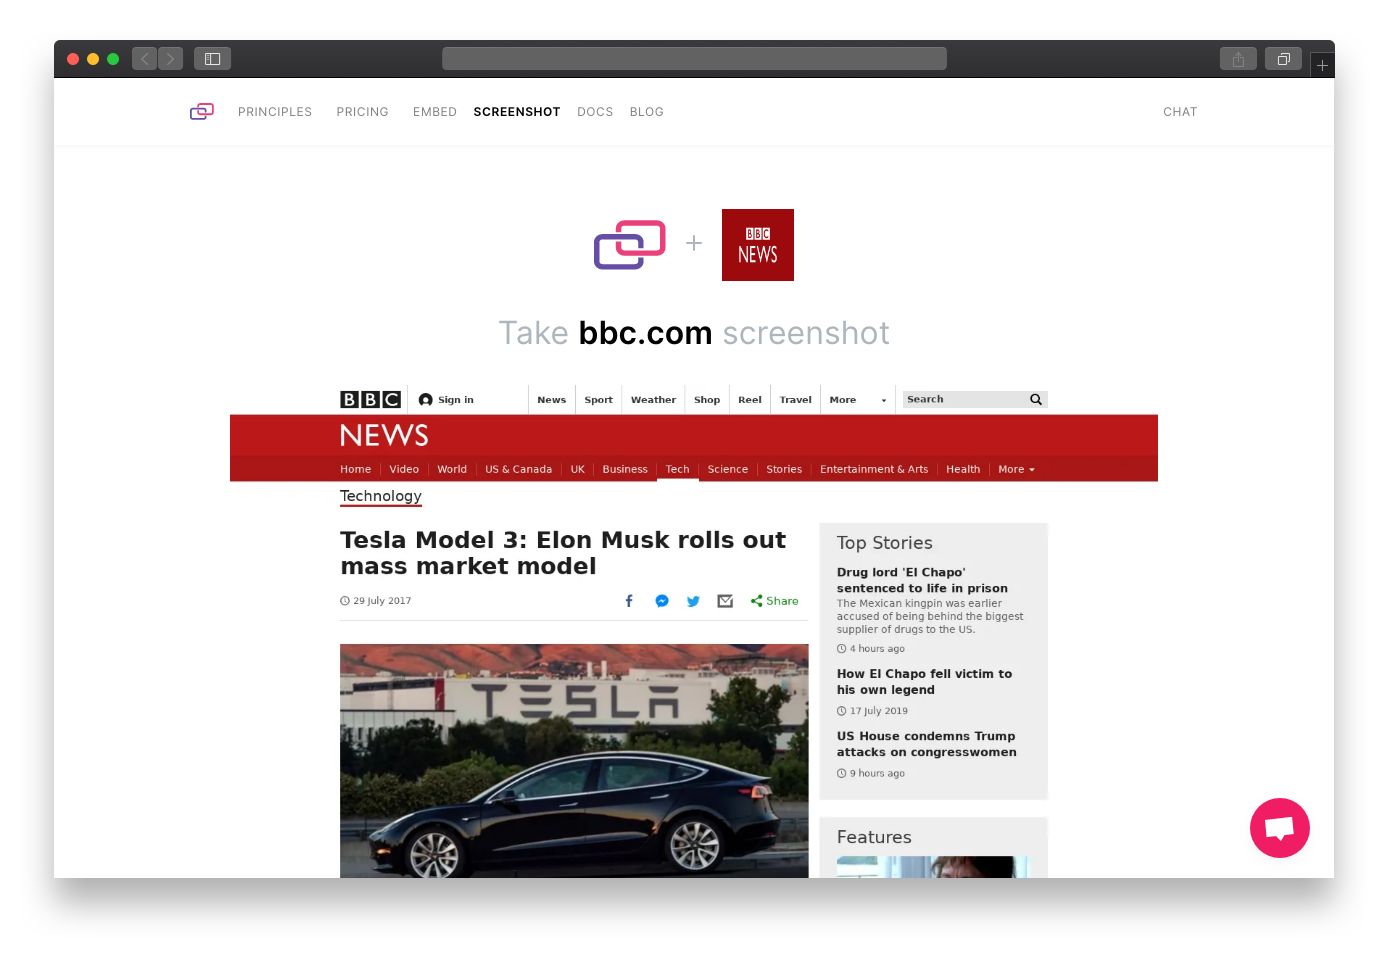 PRINCIPLES PRICING EMBED SCREENSHOT DOCS BLOG CHAT
+
BBC
NEWS
Take bbc.com screenshot
BBC Sign in News Sport Weather Shop Reel Travel More Search
NEWS
Home Video World US & Canada UK Business Tech Science Stories Entertainment & Arts Health More
Technology
Tesla Model 3: Elon Musk rolls out
mass market model
29 July 2017
Share
TESLA
Top Stories
Drug lord 'El Chapo'
sentenced to life in prison
The Mexican kingpin was earlier
accused of being behind the biggest
supplier of drugs to the US.
4 hours ago
How El Chapo fell victim to
his own legend
17 July 2019
US House condemns Trump
attacks on congresswomen
9 hours ago
Features